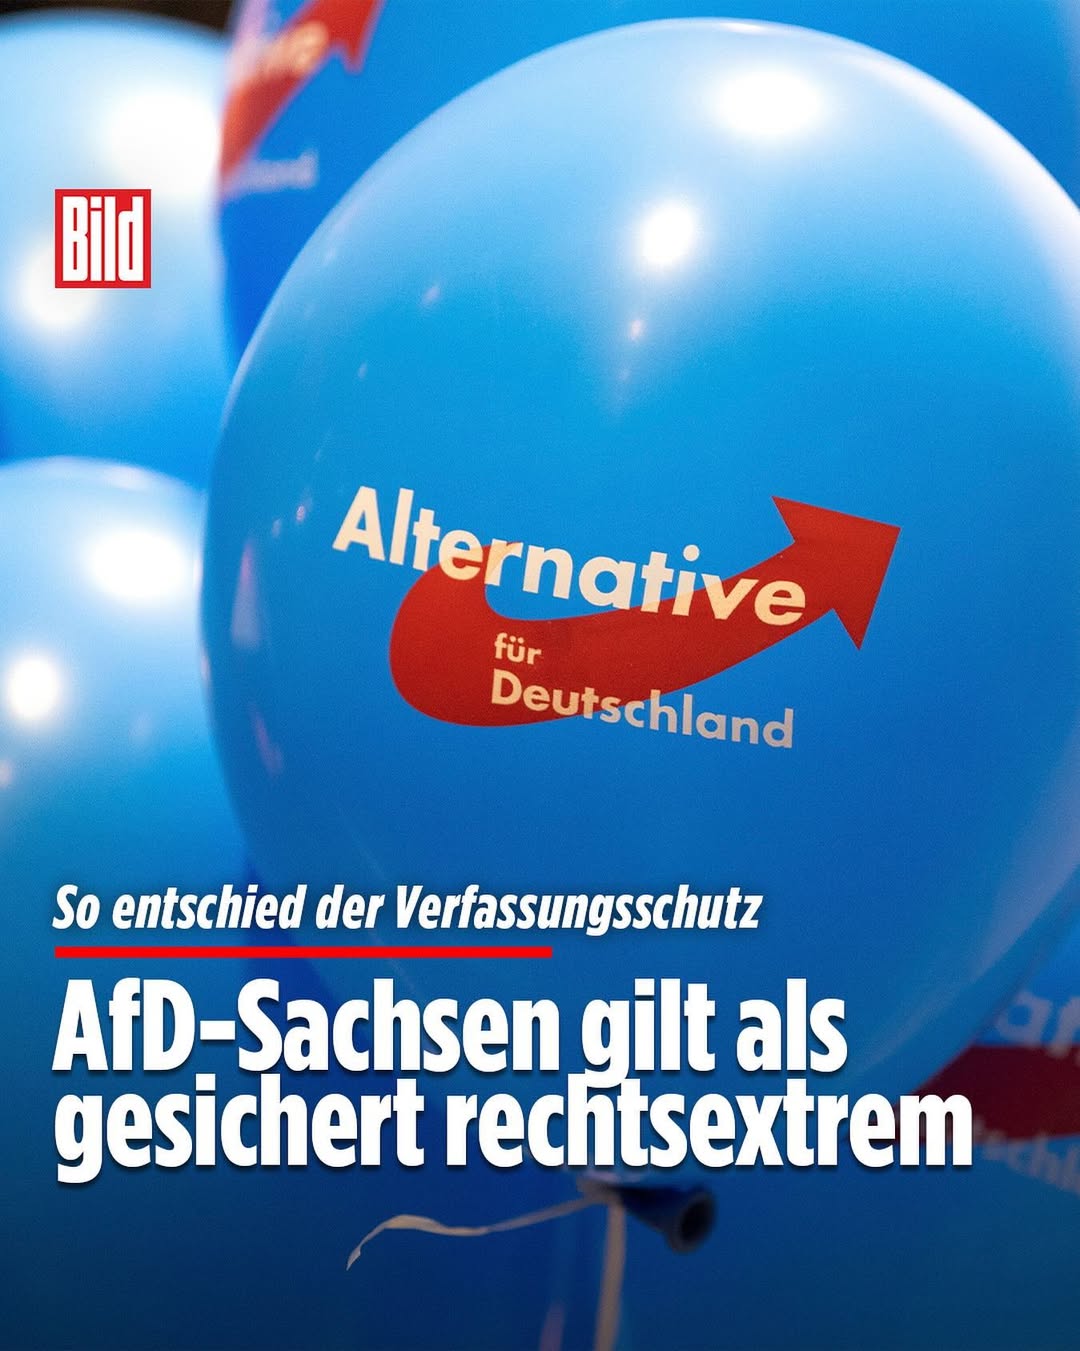 Bild
Alternative
für
Deutschland
So entschied der Verfassungsschutz
AfD-Sachsen gilt als
gesichert rechtsextrem